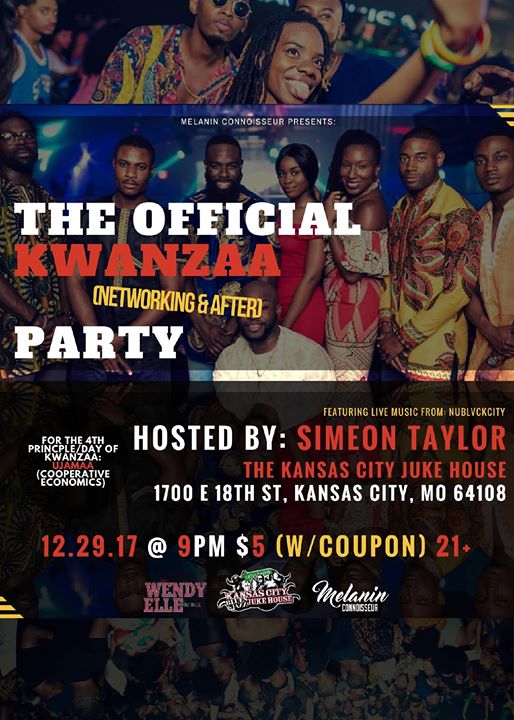 MELANIN CONNOISSEUR PRESENTS:
THE OFFICIAL
KWANZAA
(NETWORKING & AFTER)
PARTY
FEATURING LIVE MUSIC FROM: NUBLVCKCITY
FOR THE 4TH
PRINCPLE/DAY OF
KWANZAA:
UJAMAA
(COOPERATIVE
ECONOMICS)
HOSTED BY: SIMEON TAYLOR
THE KANSAS CITY JUKE HOUSE
1700 E 18TH ST, KANSAS CITY, MO 64108
12.29.17 @ 9PM $5 (W/COUPON) 21+
WENDY
ELLE
KANSAS CITY
JUKE HOUSE
Melanin
CONNOISSEUR